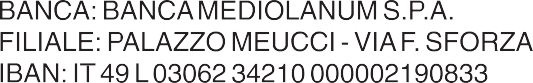 BANCA: BANCA MEDIOLANUM S.P.A.
FILIALE: PALAZZO MEUCCI - VIA F. SFORZA
IBAN: IT 49 L 03062 34210 000002190833